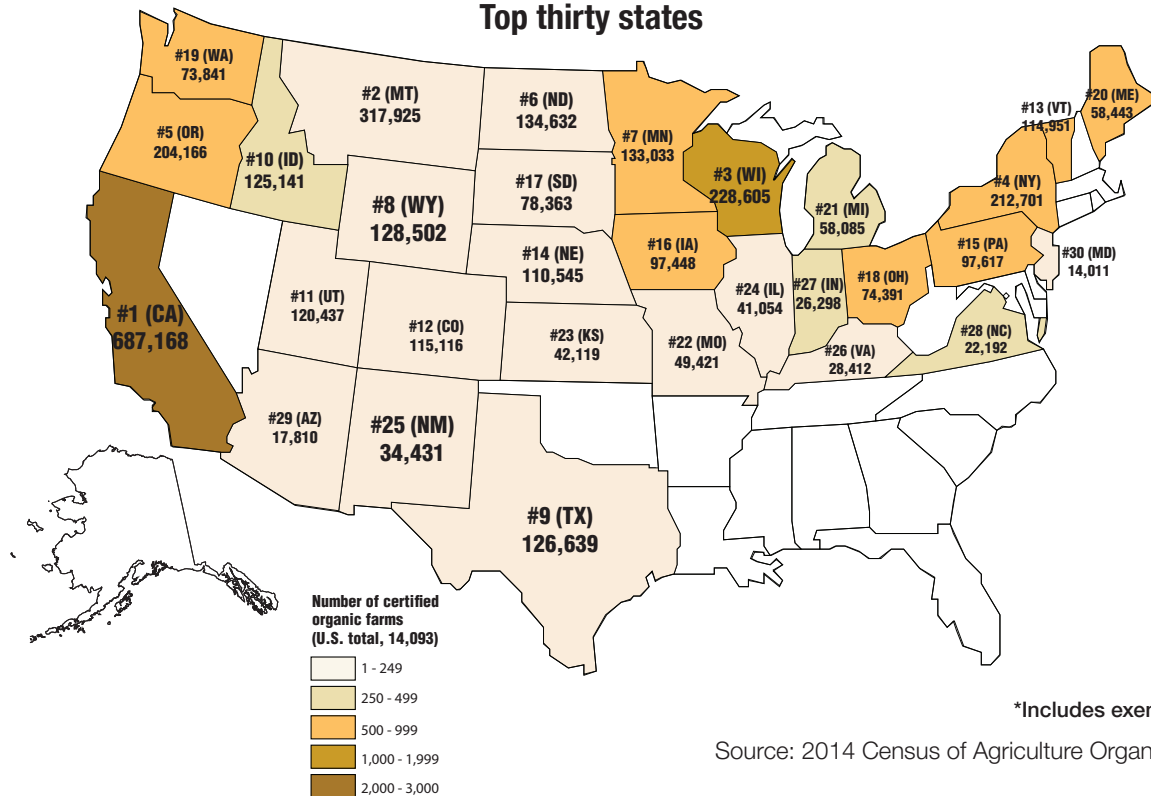 Top thirty states
#19 (WA)
73,841
#2 (MT)
317,925
#6 (ND)
134,632
#7 (MN)
133,033
#13 (VT)
114,951
#20 (ME)
58,443
#5 (OR)
204,166
#10 (ID)
125,141
#8 (WY)
128,502
#17 (SD)
78,363
#3 (WI)
228,605
#21 (MI)
58,085
#4 (NY)
212,701
#14 (NE)
110,545
#16 (IA)
97,448
#15 (PA)
97,617
#30 (MD)
14,011
#1 (CA)
687,168
#11 (UT)
120,437
#12 (CO)
115,116
#23 (KS)
42,119
#22 (MO)
49,421
#24 (IL)
41,054
#27 (IN)
26,298
#18 (OH)
74,391
#26 (VA)
28,412
#28 (NC)
22,192
#29 (AZ)
17,810
#25 (NM)
34,431
#9 (TX)
126,639
Number of certified
organic farms
(U.S. total, 14,093)
1 - 249
250 - 499
500 - 999
1,000 - 1,999
2,000 - 3,000
*Includes exer
Source: 2014 Census of Agriculture Organ